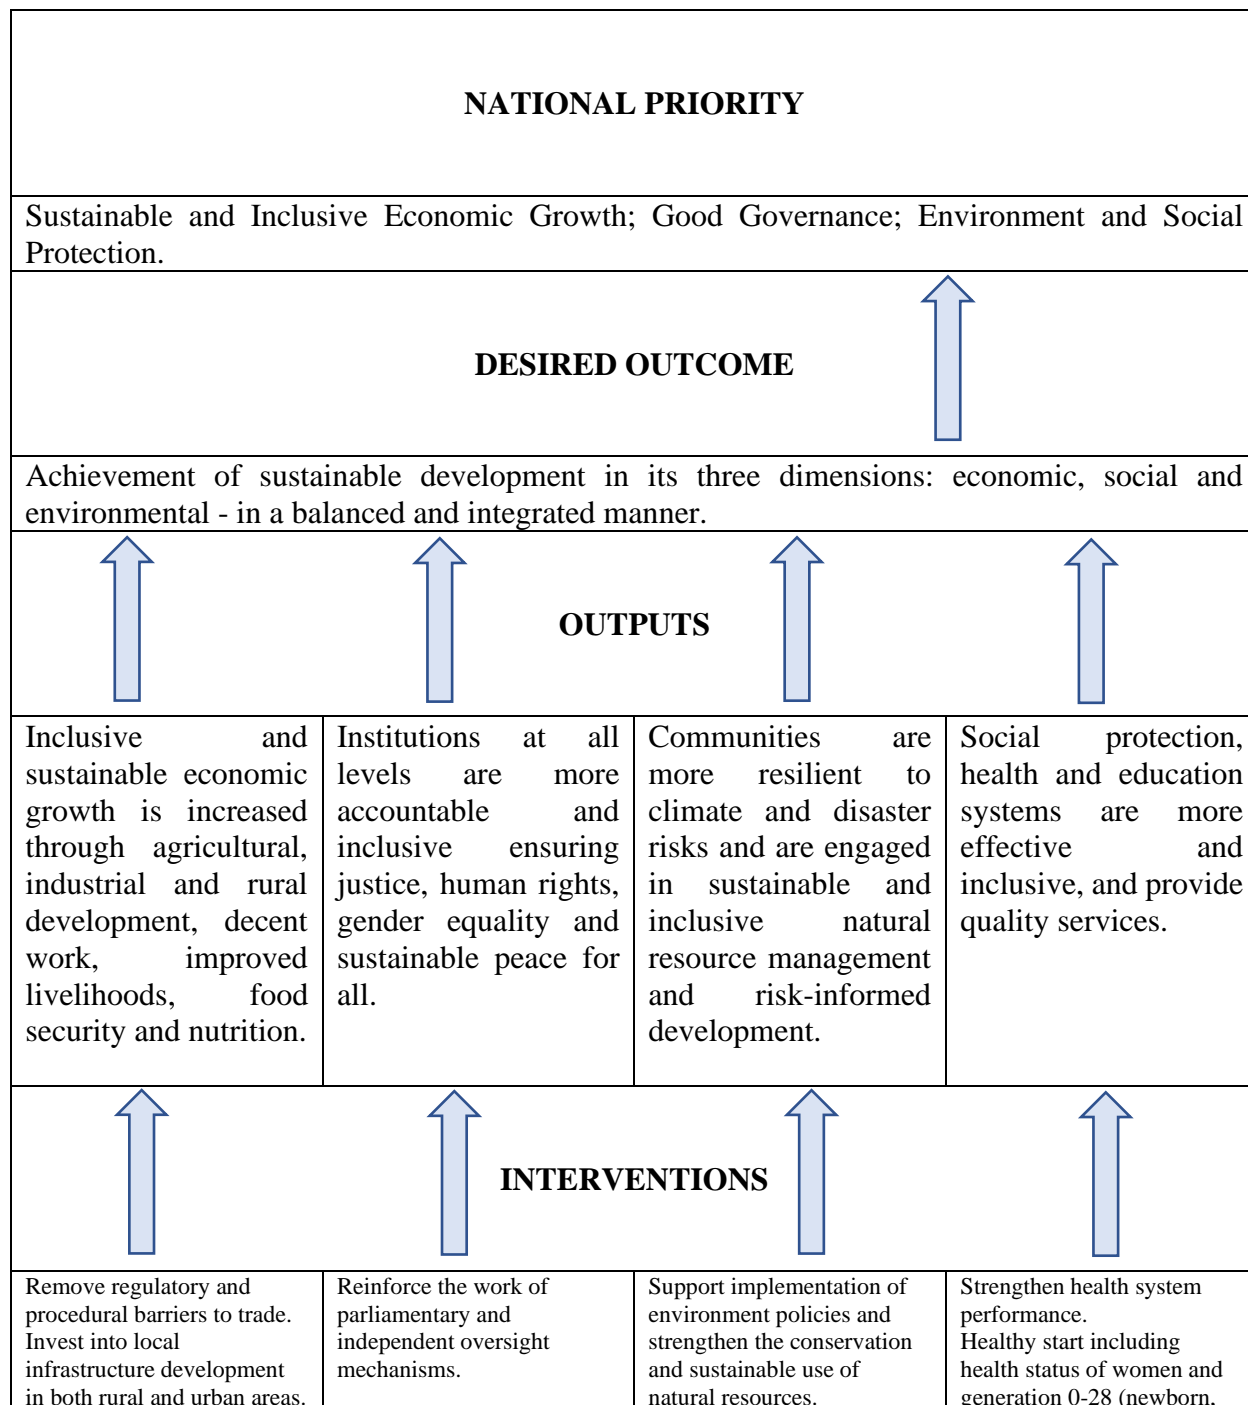 NATIONAL PRIORITY
Sustainable and Inclusive Economic Growth; Good Governance; Environment and Social
Protection.
DESIRED OUTCOME
Achievement of sustainable development in its three dimensions: economic, social and
environmental - in a balanced and integrated manner.
OUTPUTS
Inclusive and
sustainable economic
growth is increased
through agricultural,
industrial and rural
development, decent
work, improved
livelihoods, food
security and nutrition.
Institutions at all
levels are more
accountable and
inclusive ensuring
justice, human rights,
gender equality and
sustainable peace for
all.
Communities are
more resilient to
climate and disaster
risks and are engaged
in sustainable and
inclusive natural
resource management
and risk-informed
development.
Social protection,
health and education
systems are more
effective and
inclusive, and provide
quality services.
INTERVENTIONS
Remove regulatory and
procedural barriers to trade.
Invest into local
infrastructure development
in both rural and urban areas.
Reinforce the work of
parliamentary and
independent oversight
mechanisms.
Support implementation of
environment policies and
strengthen the conservation
and sustainable use of
natural resources.
Strengthen health system
performance.
Healthy start including
health status of women and
generation 0-28 (newborn,